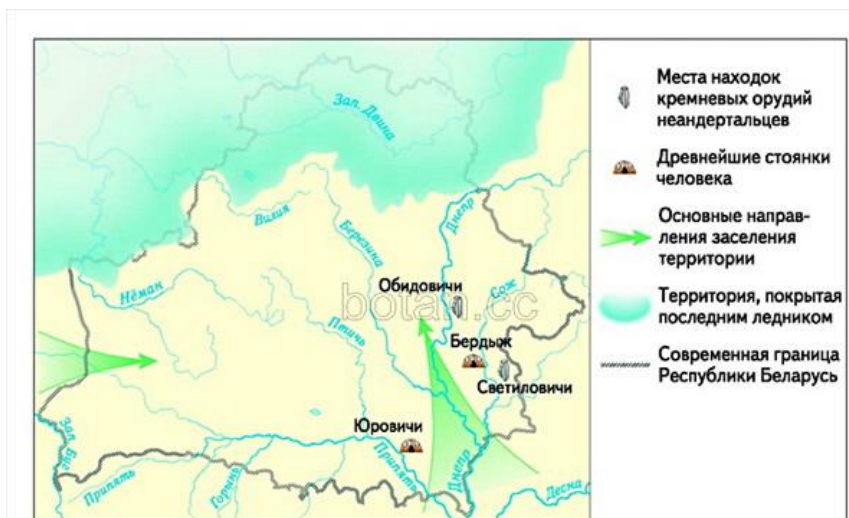 Зап. Двина
Вилия
Березина
Днепр
Нёман
Сож
Обидовичи
botan.cc
Птичь
Бердыж
Светиловичи
Юровичи
Зап. Буг
Припять
Горынь
Припять
Днепр
Десна
Места находок
кремневых орудий
неандертальцев
Древнейшие стоянки
человека
Основные направ-
ления заселения
территории
Территория, покрытая
последним ледником
Современная граница
Республики Беларусь